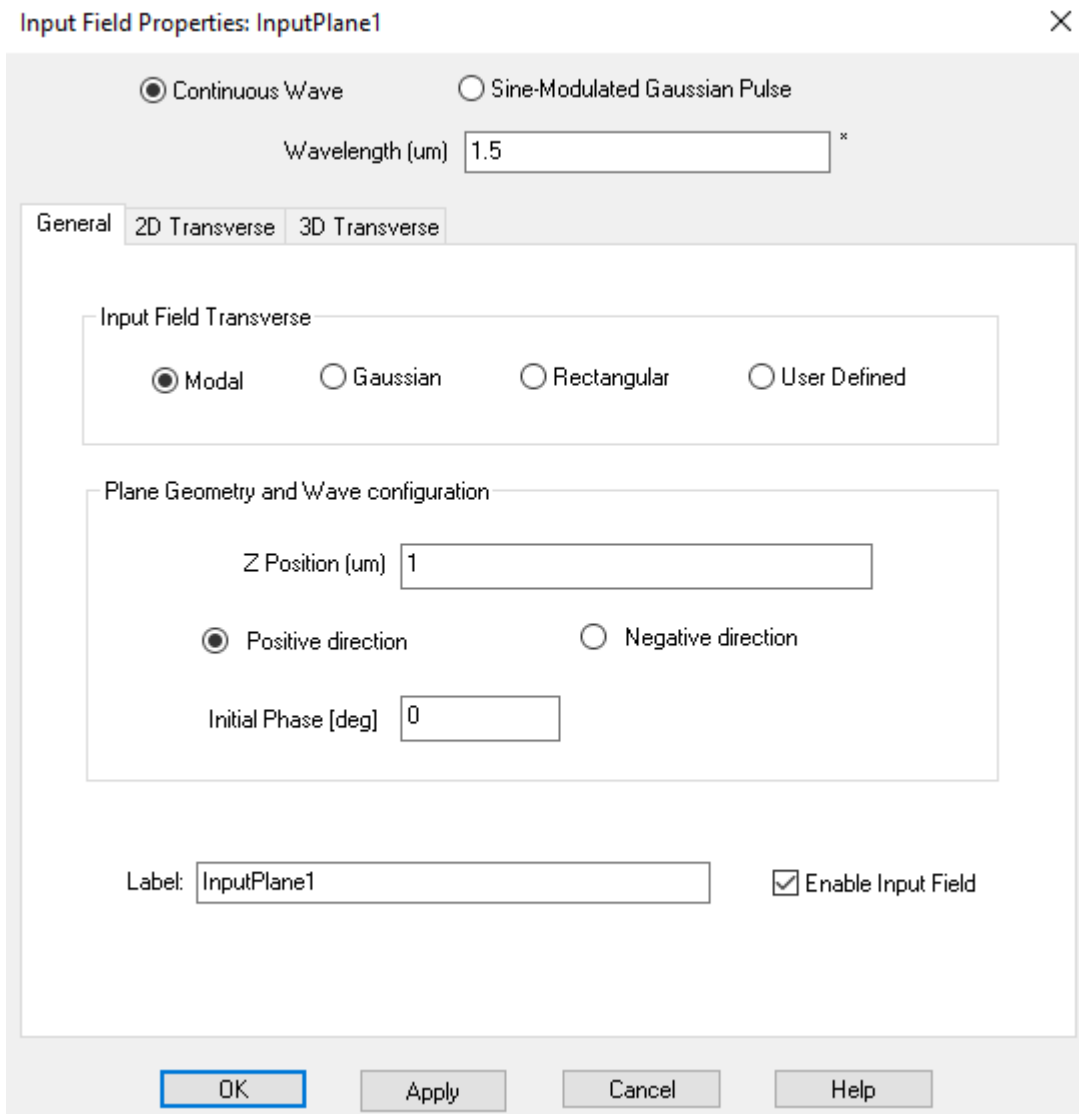 Input Field Properties: InputPlane1
Continuous Wave Sine-Modulated Gaussian Pulse
Wavelength (um) 1.5 *
General 2D Transverse 3D Transverse
Input Field Transverse
Modal Gaussian Rectangular User Defined
Plane Geometry and Wave configuration
Z Position (um) 1
Positive direction Negative direction
Initial Phase [deg] 0
Label: InputPlane1 Enable Input Field
OK Apply Cancel Help